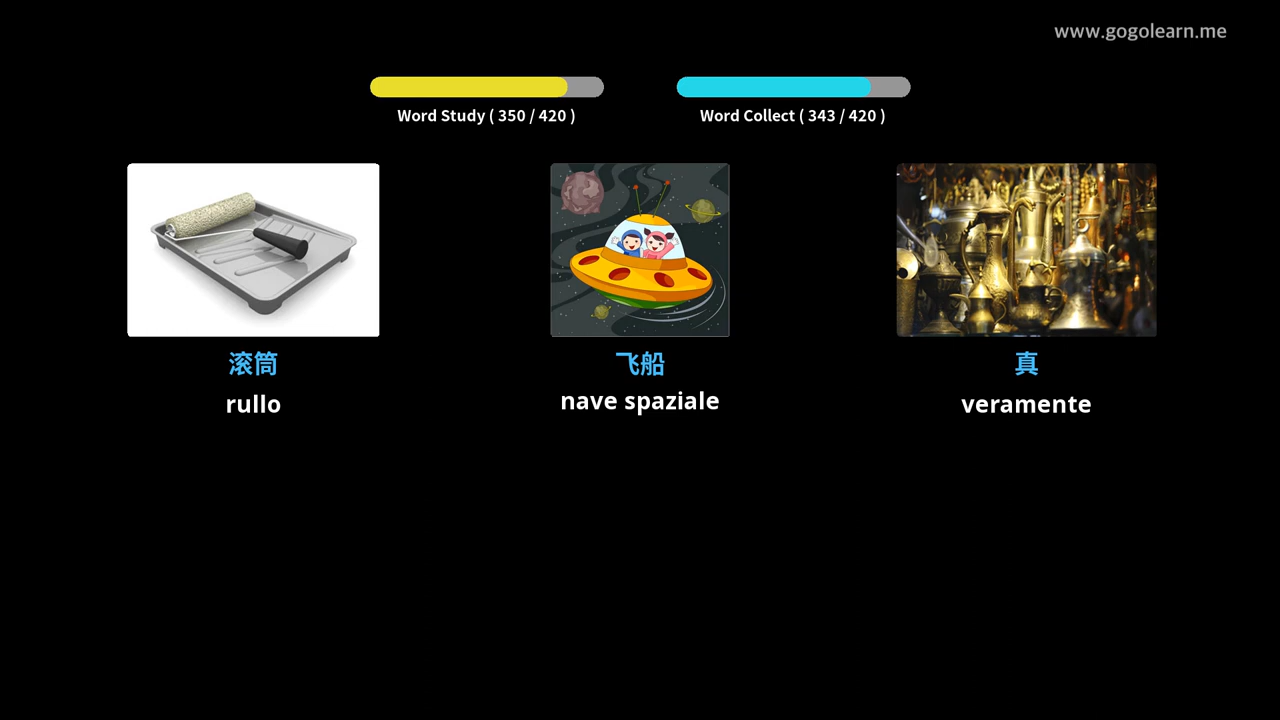 www.gogolearn.me
Word Study ( 350 / 420 )
Word Collect ( 343 / 420 )
滚筒
飞船
真
rullo
nave spaziale
veramente